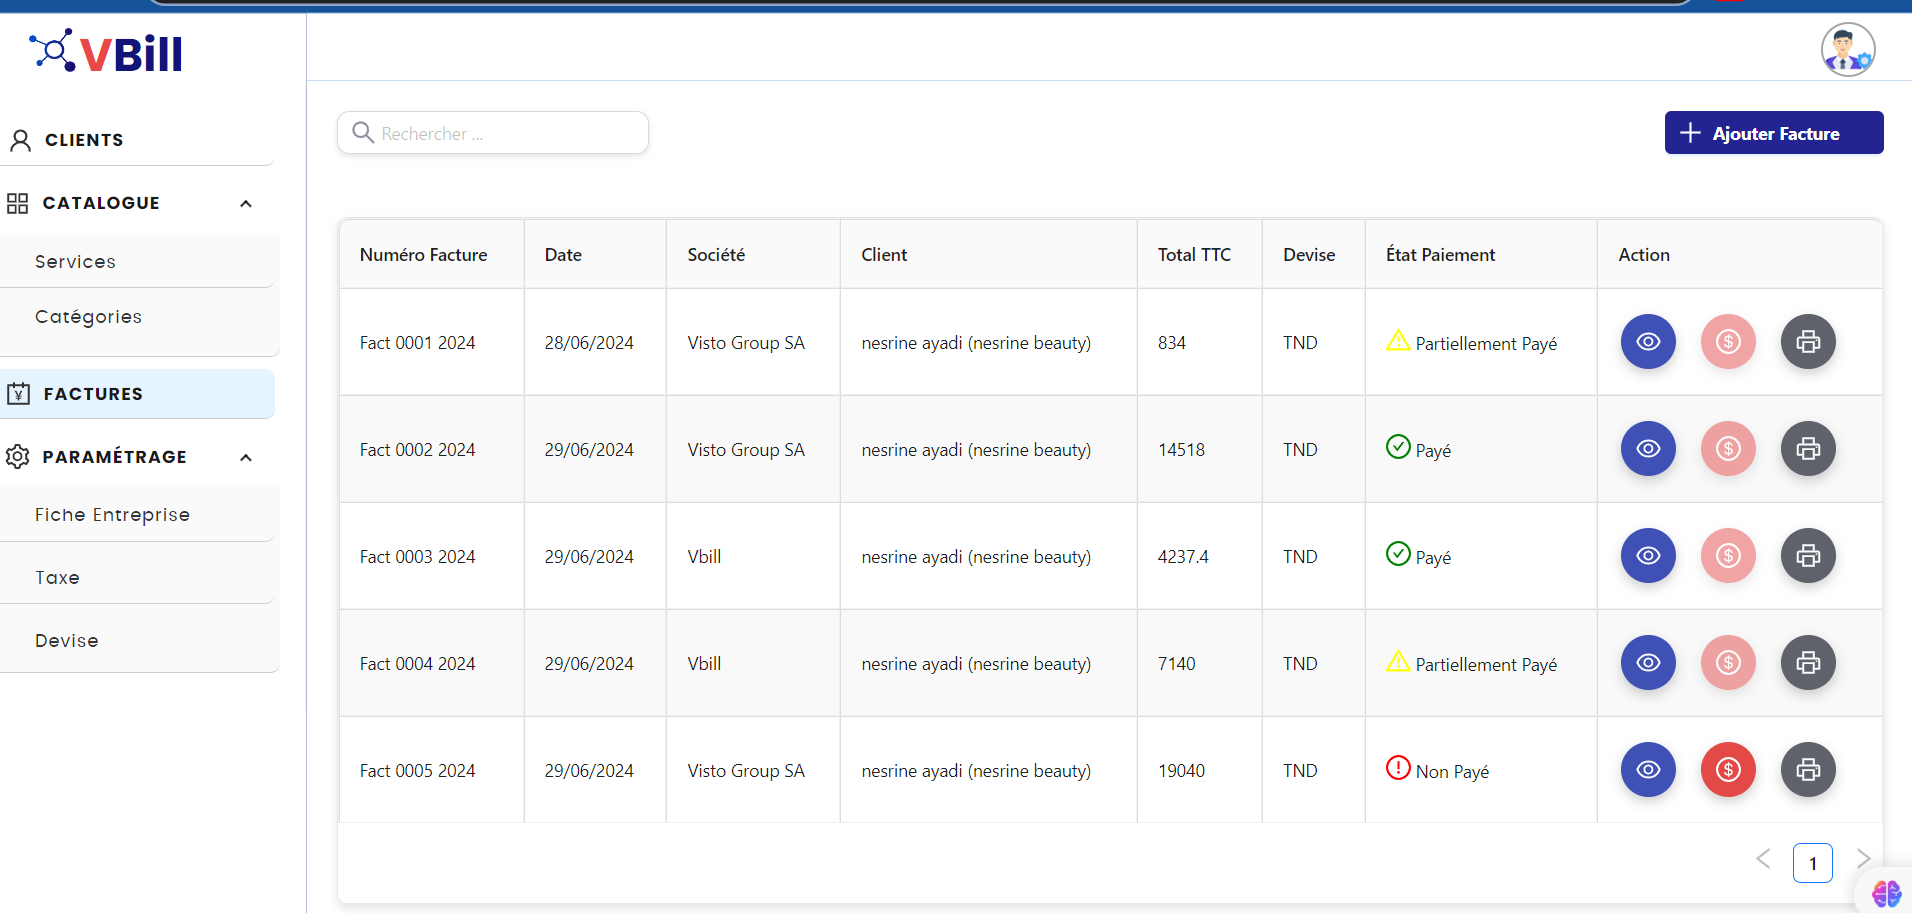 VBill
CLIENTS
CATALOGUE
Services
Catégories
FACTURES
PARAMÉTRAGE
Fiche Entreprise
Taxe
Devise
Rechercher ...
Ajouter Facture
Numéro Facture Date Société Client Total TTC Devise État Paiement Action
Fact 0001 2024 28/06/2024 Visto Group SA nesrine ayadi (nesrine beauty) 834 TND Partiellement Payé
Fact 0002 2024 29/06/2024 Visto Group SA nesrine ayadi (nesrine beauty) 14518 TND Payé
Fact 0003 2024 29/06/2024 Vbill nesrine ayadi (nesrine beauty) 4237.4 TND Payé
Fact 0004 2024 29/06/2024 Vbill nesrine ayadi (nesrine beauty) 7140 TND Partiellement Payé
Fact 0005 2024 29/06/2024 Visto Group SA nesrine ayadi (nesrine beauty) 19040 TND Non Payé
1